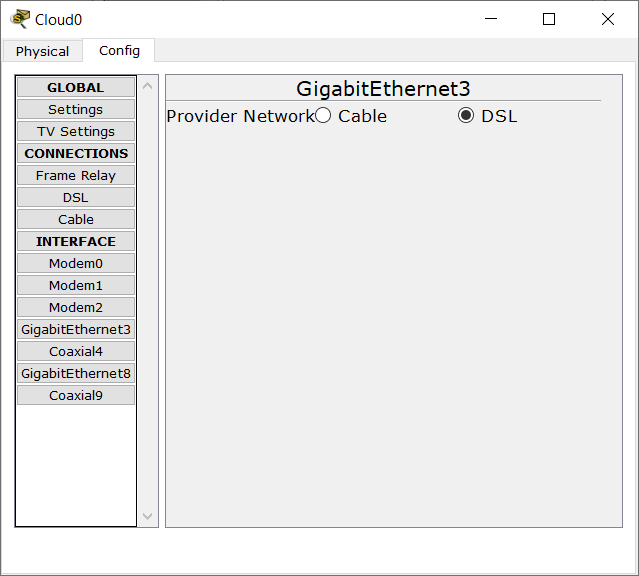 Cloud0
Physical Config
GLOBAL
Settings
TV Settings
CONNECTIONS
Frame Relay
DSL
Cable
INTERFACE
Modem0
Modem1
Modem2
GigabitEthernet3
Coaxial4
GigabitEthernet8
Coaxial9
GigabitEthernet3
Provider Network Cable DSL